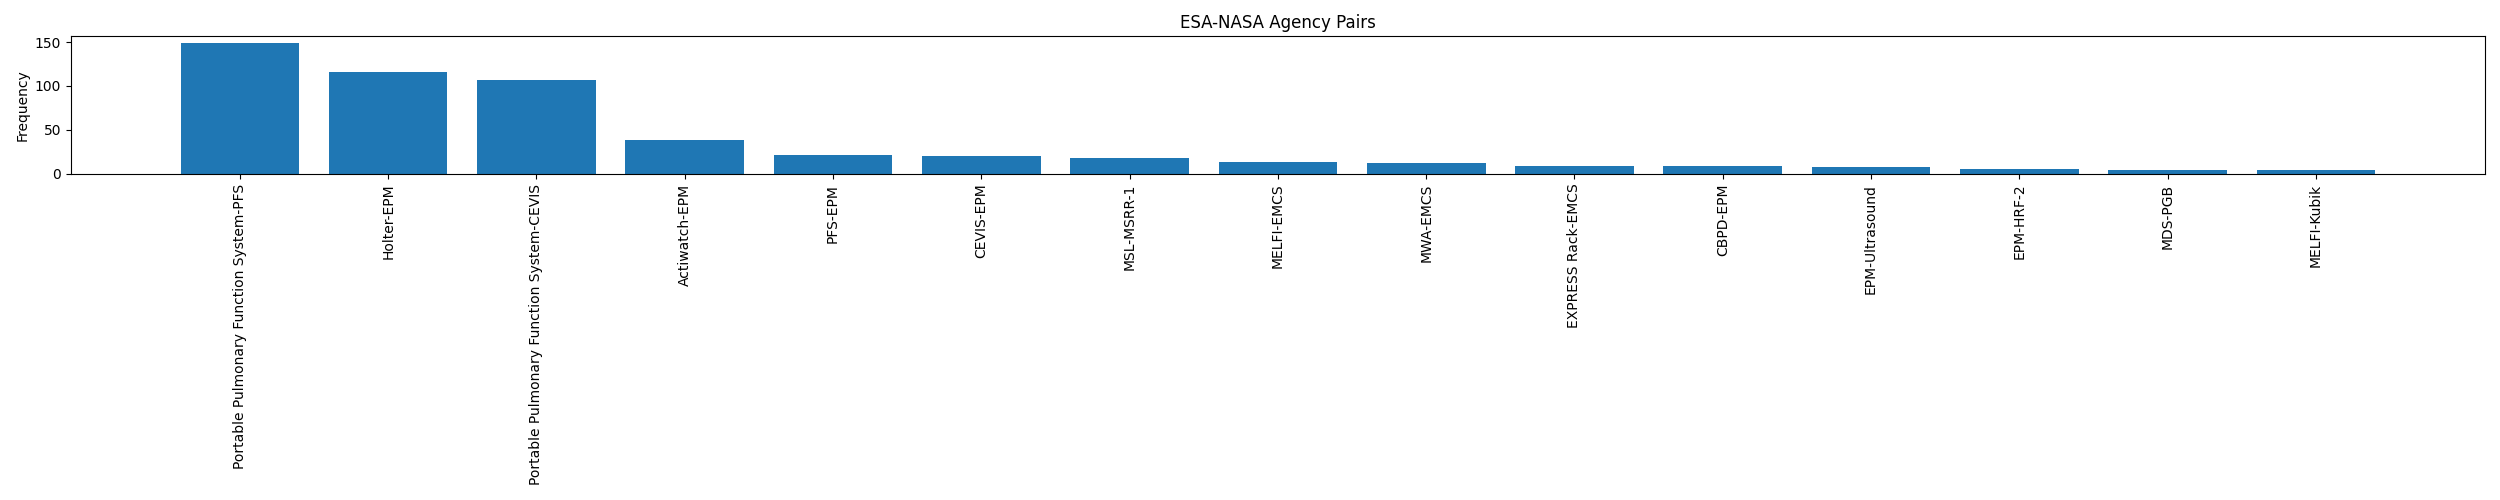 ESA-NASA Agency Pairs
Frequency
150
100
50
0
Portable Pulmonary Function System-PFS
Holter-EPM
Portable Pulmonary Function System-CEVIS
Actiwatch-EPM
PFS-EPM
CEVIS-EPM
MSL-MSRR-1
MELFI-EMCS
MWA-EMCS
EXPRESS Rack-EMCS
CBPD-EPM
EPM-Ultrasound
EPM-HRF-2
MDS-PGB
MELFI-Kubik